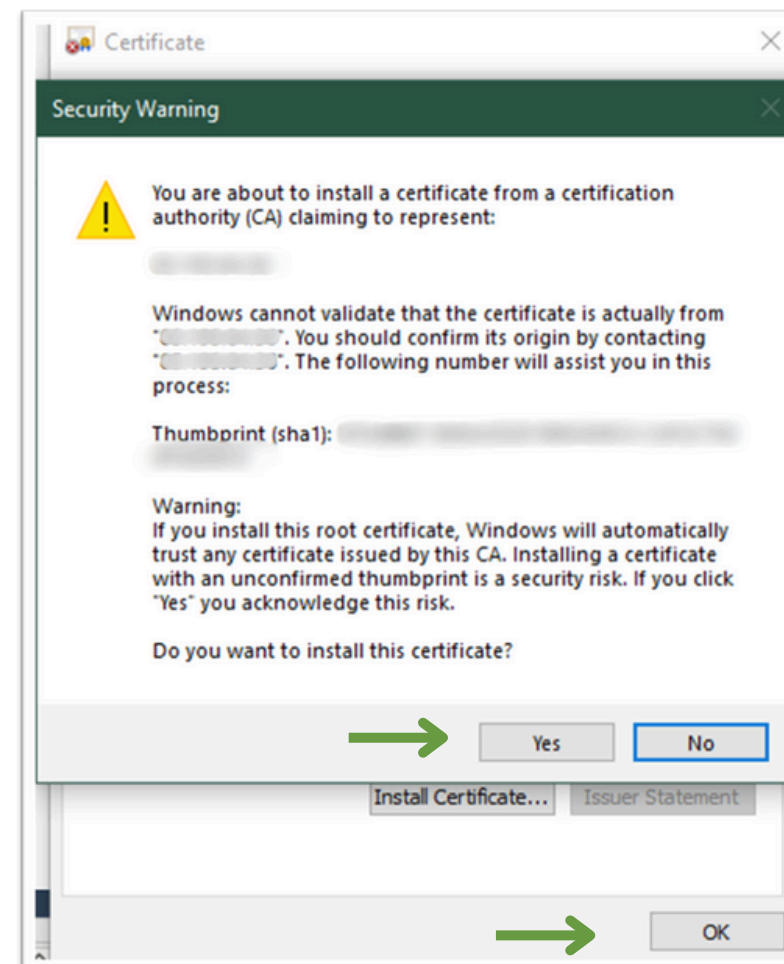 Certificate
Security Warning
You are about to install a certificate from a certification
authority (CA) claiming to represent:
Windows cannot validate that the certificate is actually from
"". You should confirm its origin by contacting
"". The following number will assist you in this
process:
Thumbprint (sha1):
Warning:
If you install this root certificate, Windows will automatically
trust any certificate issued by this CA. Installing a certificate
with an unconfirmed thumbprint is a security risk. If you click
"Yes" you acknowledge this risk.
Do you want to install this certificate?
Yes No
Install Certificate... Issuer Statement
OK